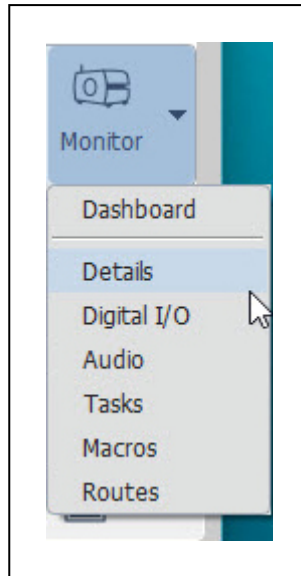 Monitor
Dashboard
Details
Digital I/O
Audio
Tasks
Macros
Routes